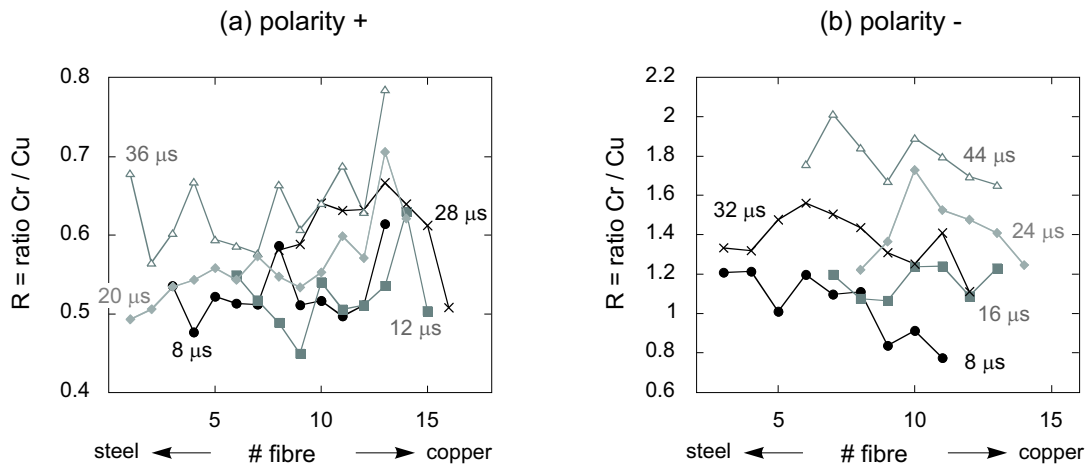 (a) polarity +
R = ratio Cr / Cu
0.8
0.7
0.6
0.5
0.4
36 µs
28 µs
20 µs
12 µs
8 µs
5
10
15
steel
# fibre
copper
(b) polarity -
R = ratio Cr / Cu
2.2
2
1.8
1.6
1.4
1.2
1
0.8
0.6
44 µs
32 µs
24 µs
16 µs
8 µs
5
10
15
steel
# fibre
copper